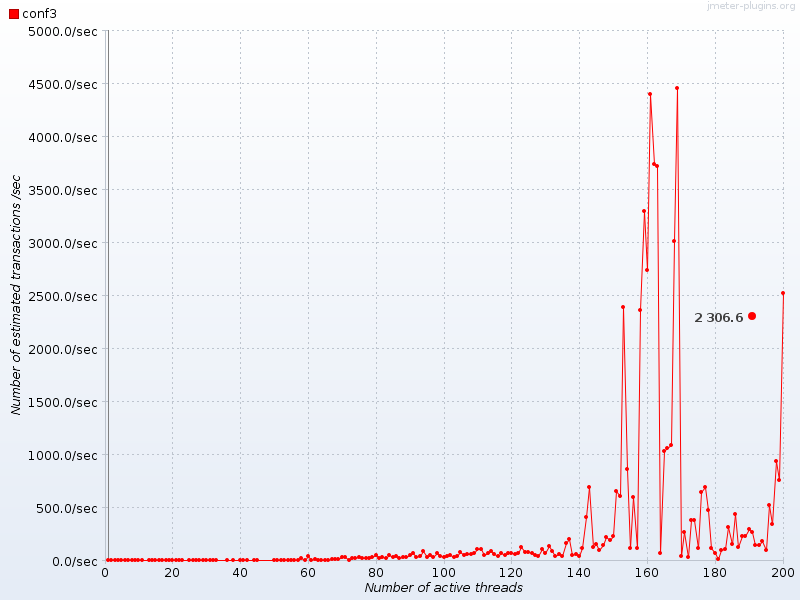 jmeter-plugins.org
conf3
5000.0/sec
4500.0/sec
4000.0/sec
3500.0/sec
3000.0/sec
2500.0/sec
2000.0/sec
1500.0/sec
1000.0/sec
500.0/sec
0.0/sec
Number of estimated transactions /sec
2 306.6
0 20 40 60 80 100 120 140 160 180 200
Number of active threads